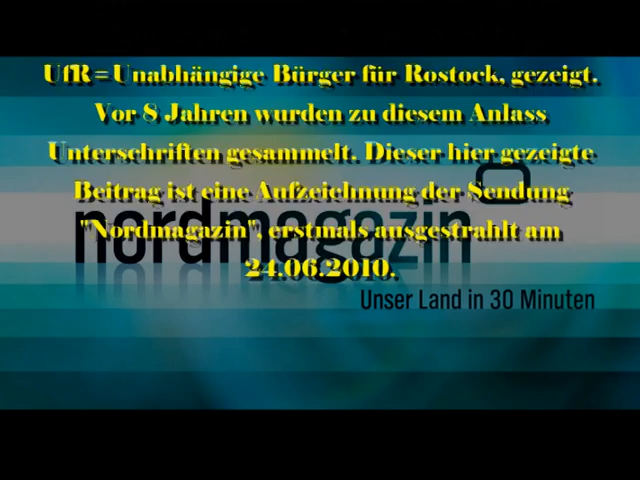 UfR = Unabhängige Bürger für Rostock, gezeigt.
Vor 8 Jahren wurden zu diesem Anlass
Unterschriften gesammelt. Dieser hier gezeigte
Beitrag ist eine Aufzeichnung der Sendung
"Nordmagazin", erstmals ausgestrahlt am
24.06.2010.
nordmagazin
Unser Land in 30 Minuten